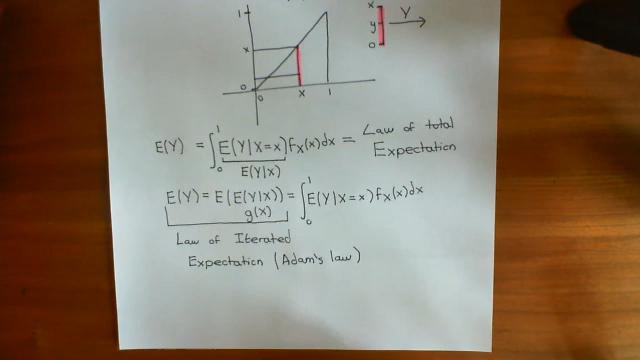 1
x
0
0 x 1
x
y
0
Y
E(Y) = ∫₀¹ E(Y|X=x) fₓ(x)dx = Law of total
Expectation
E(Y|X)
E(Y) = E(E(Y|X)) = ∫₀¹ E(Y|X=x) fₓ(x)dx
g(X)
Law of Iterated
Expectation (Adam's law)